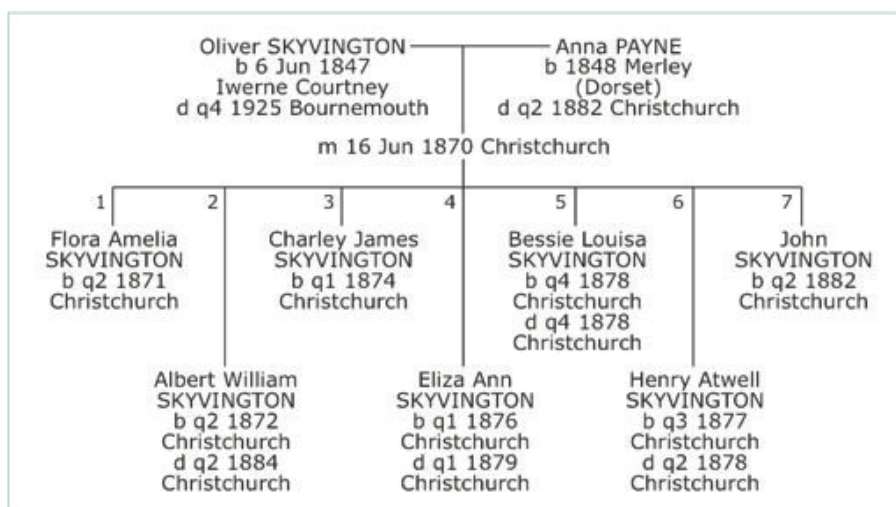 Oliver SKYVINGTON
b 6 Jun 1847
Iwerne Courtney
d q4 1925 Bournemouth
Anna PAYNE
b 1848 Merley
(Dorset)
d q2 1882 Christchurch
m 16 Jun 1870 Christchurch
1
Flora Amelia
SKYVINGTON
b q2 1871
Christchurch
2
Albert William
SKYVINGTON
b q2 1872
Christchurch
d q2 1884
Christchurch
3
Charley James
SKYVINGTON
b q1 1874
Christchurch
4
Eliza Ann
SKYVINGTON
b q1 1876
Christchurch
d q1 1879
Christchurch
5
Bessie Louisa
SKYVINGTON
b q4 1878
Christchurch
d q4 1878
Christchurch
6
Henry Atwell
SKYVINGTON
b q3 1877
Christchurch
d q2 1878
Christchurch
7
John
SKYVINGTON
b q2 1882
Christchurch